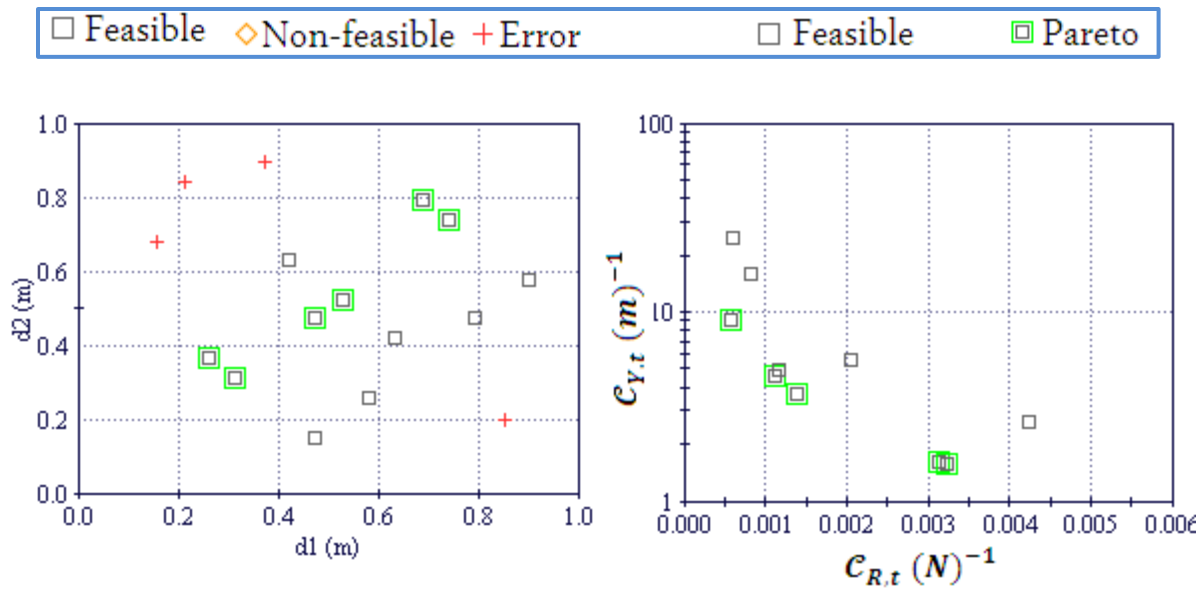 Feasible Non-feasible Error Feasible Pareto
1.0
0.8
0.6
0.4
0.2
0.0
d2 (m)
0.0 0.2 0.4 0.6 0.8 1.0
d1 (m)
100
10
1
C_{Y,t} (m)^{-1}
0.000 0.001 0.002 0.003 0.004 0.005 0.006
C_{R,t} (N)^{-1}